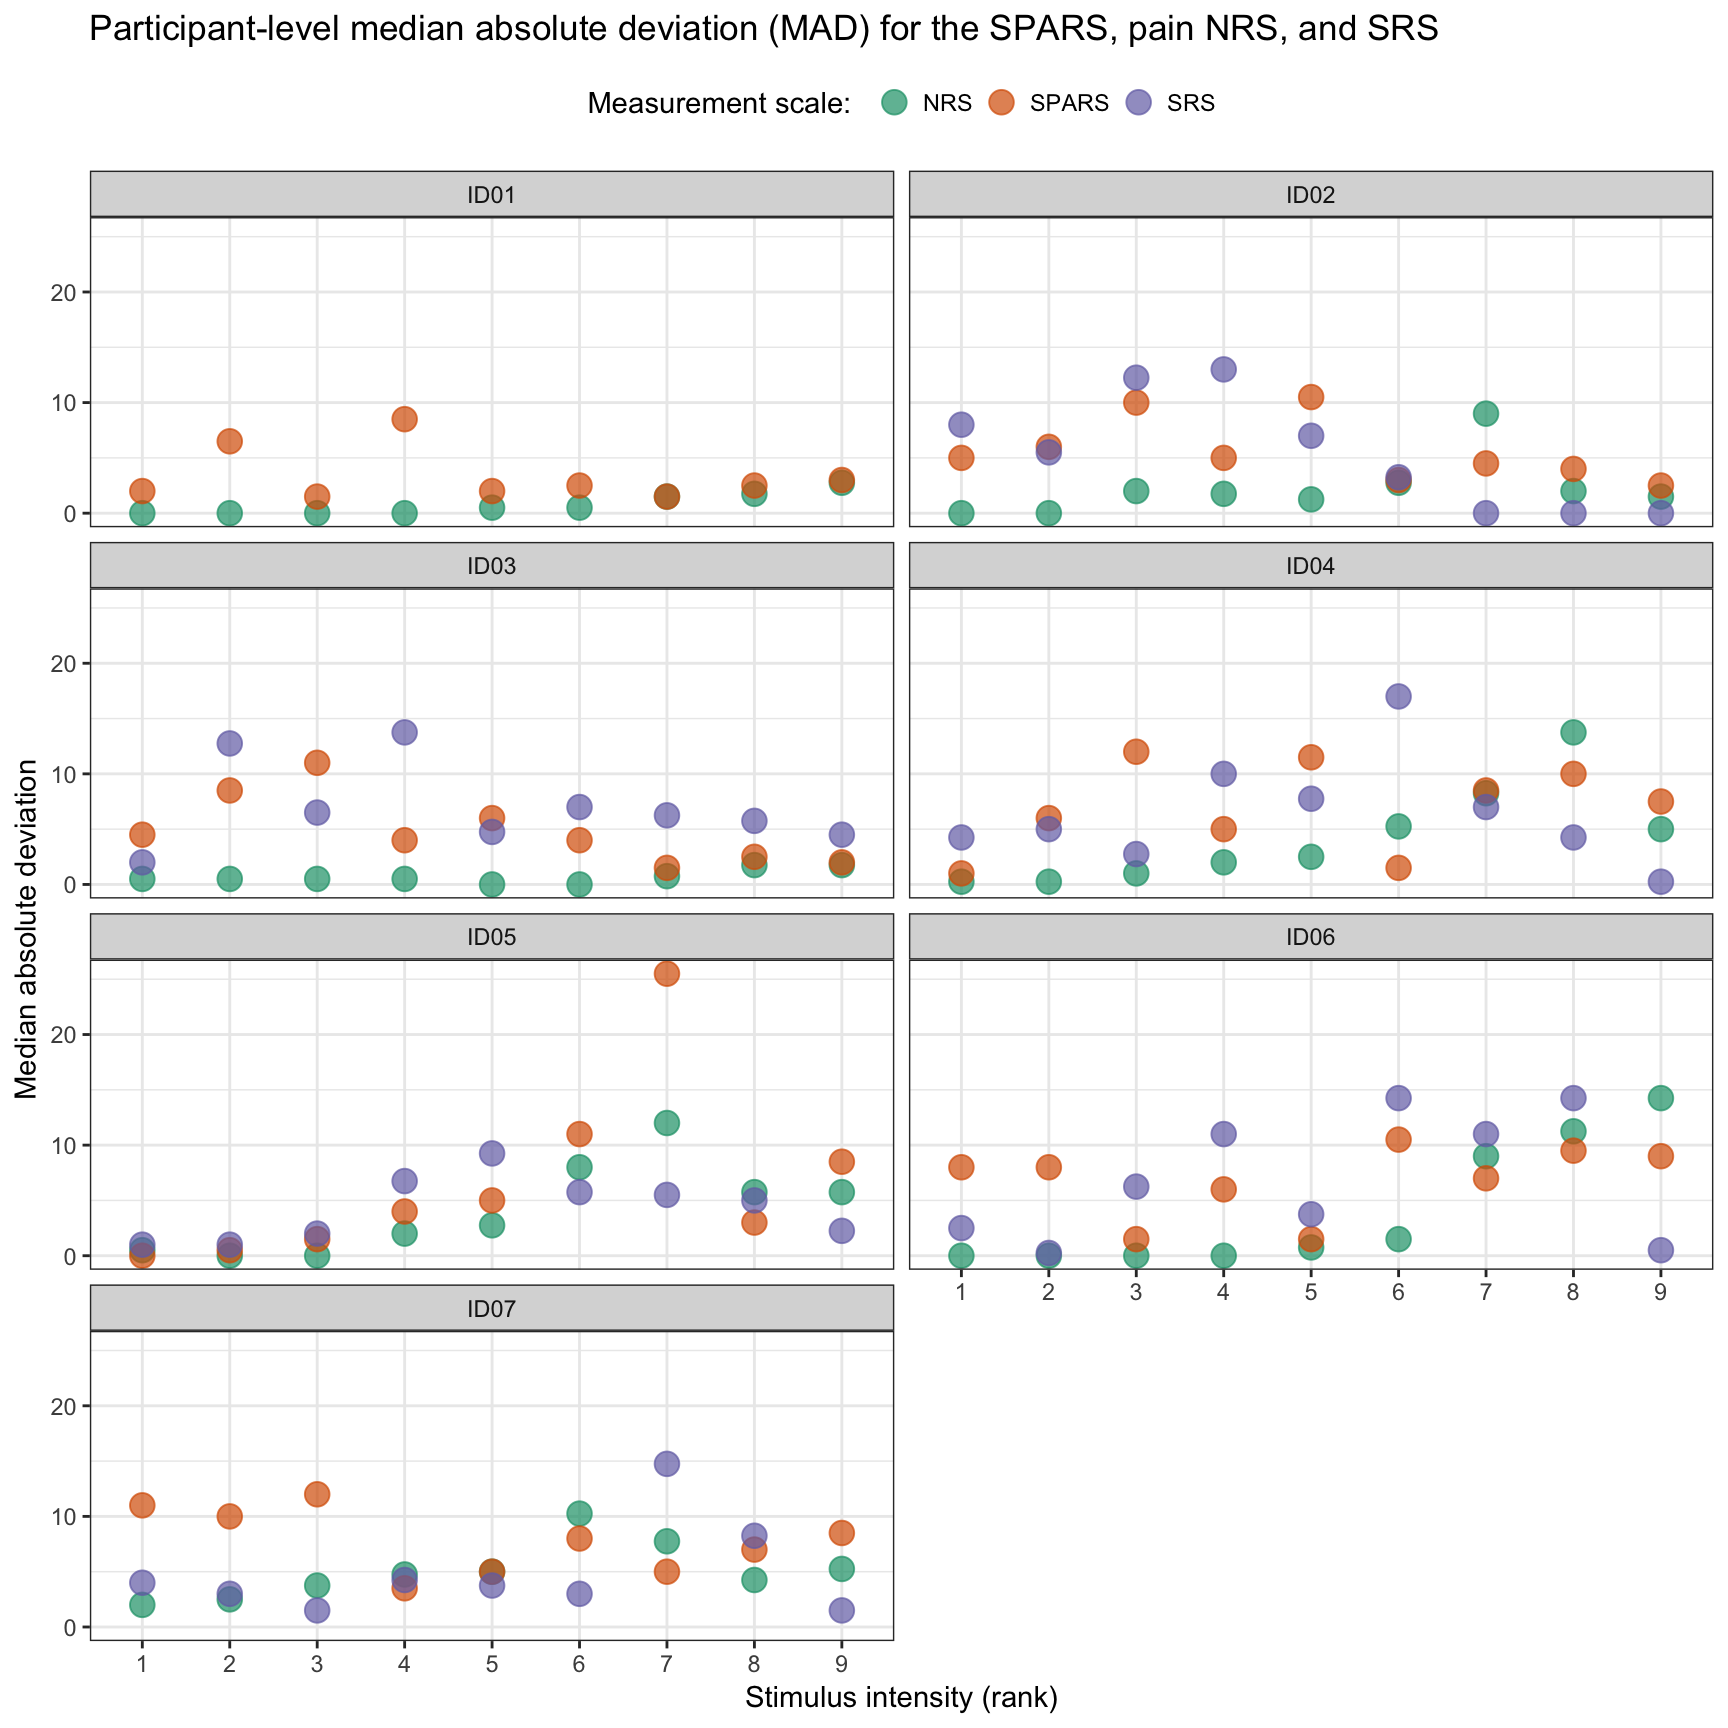 Participant-level median absolute deviation (MAD) for the SPARS, pain NRS, and SRS
Measurement scale: NRS SPARS SRS
ID01 ID02
20
10
0
ID03 ID04
20
10
0
ID05 ID06
20
10
0
1 2 3 4 5 6 7 8 9
ID07
20
10
0
1 2 3 4 5 6 7 8 9
Median absolute deviation
Stimulus intensity (rank)